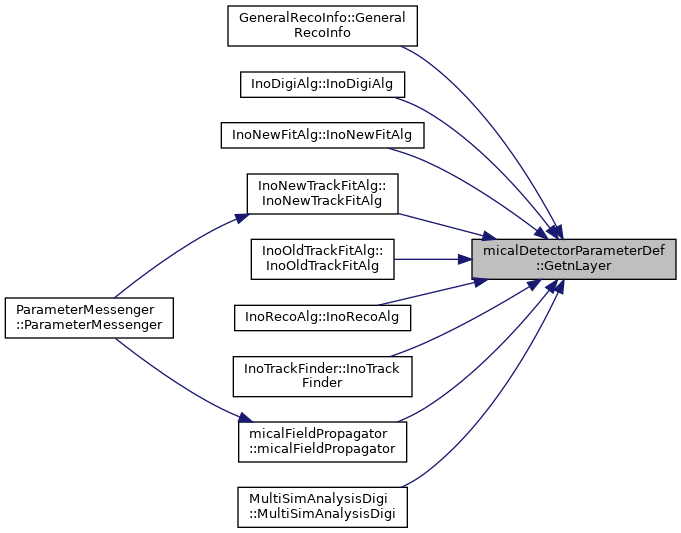 GeneralRecoInfo::General
RecoInfo
InoDigiAlg::InoDigiAlg
InoNewFitAlg::InoNewFitAlg
InoNewTrackFitAlg::
InoNewTrackFitAlg
InoOldTrackFitAlg::
InoOldTrackFitAlg
micalDetectorParameterDef
::GetnLayer
ParameterMessenger
::ParameterMessenger
InoRecoAlg::InoRecoAlg
InoTrackFinder::InoTrack
Finder
micalFieldPropagator
::micalFieldPropagator
MultiSimAnalysisDigi
::MultiSimAnalysisDigi